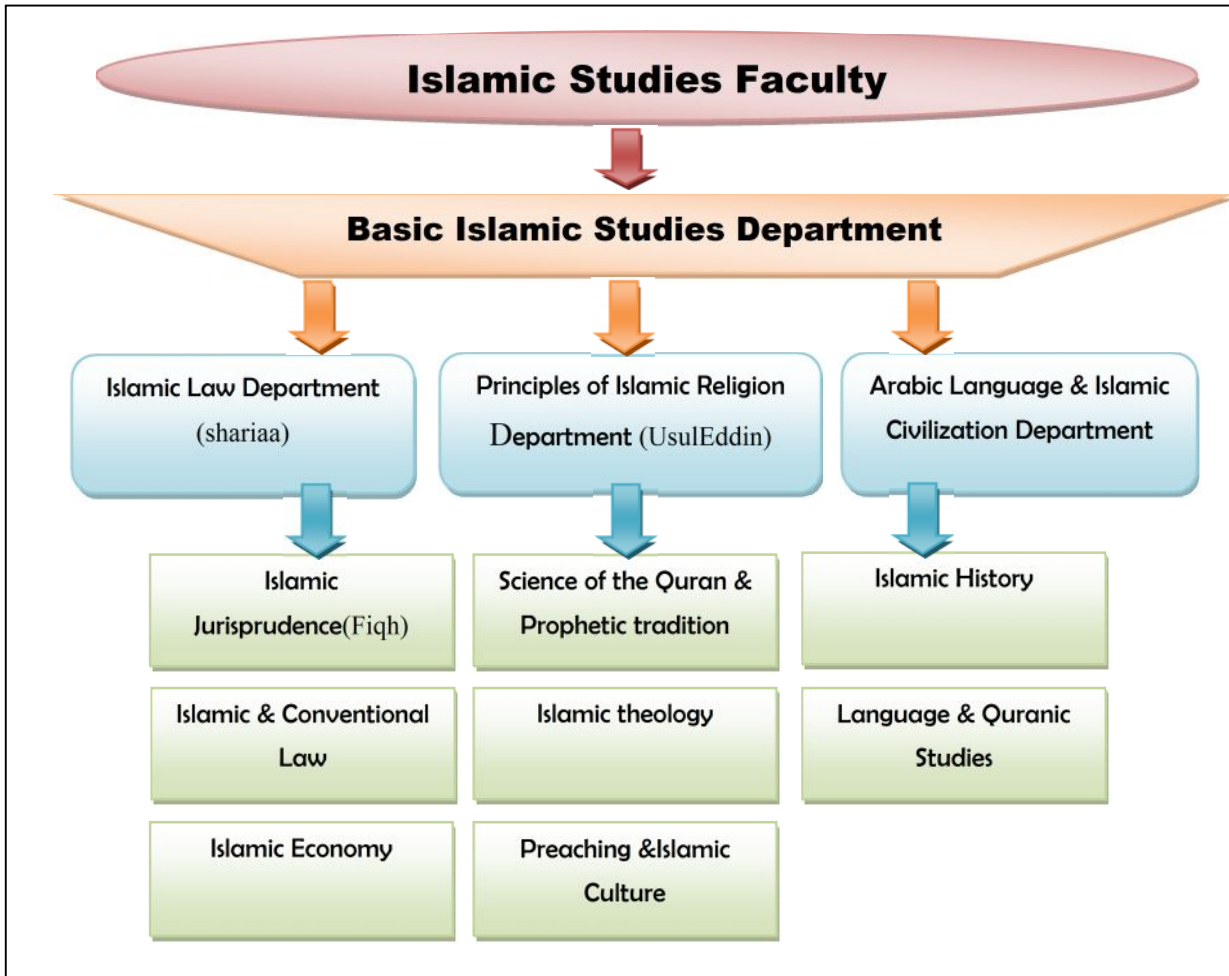 Islamic Studies Faculty
Basic Islamic Studies Department
Islamic Law Department
(shariaa)
Principles of Islamic Religion
Department (UsulEddin)
Arabic Language & Islamic
Civilization Department
Islamic
Jurisprudence(Fiqh)
Science of the Quran &
Prophetic tradition
Islamic History
Islamic & Conventional
Law
Islamic theology
Language & Quranic
Studies
Islamic Economy
Preaching &Islamic
Culture